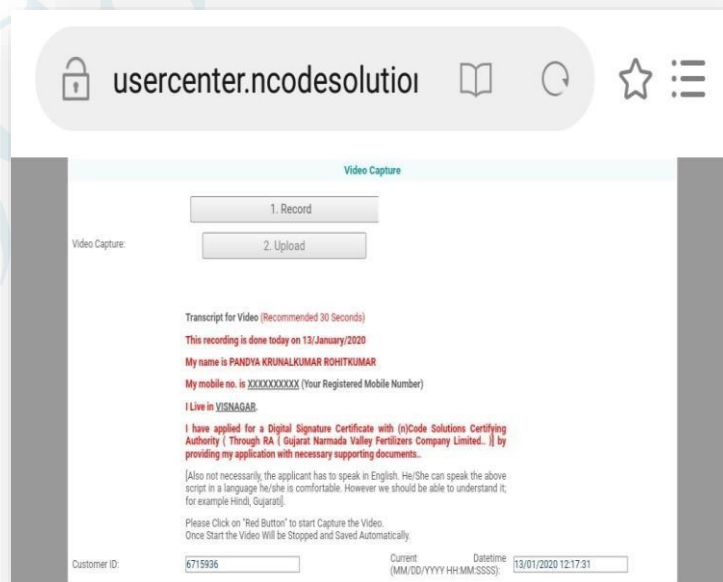 usercenter.ncodesolutio
Video Capture
1. Record
Video Capture:
2. Upload
Transcript for Video (Recommended 30 Seconds)
This recording is done today on 13/January/2020
My name is PANDYA KRUNALKUMAR ROHITKUMAR
My mobile no. is XXXXXXXXXX (Your Registered Mobile Number)
I Live in VISNAGAR.
I have applied for a Digital Signature Certificate with (n)Code Solutions Certifying
Authority ( Through RA ( Gujarat Narmada Valley Fertilizers Company Limited.. )] by
providing my application with necessary supporting documents..
[Also not necessarily, the applicant has to speak in English. He/She can speak the above
script in a language he/she is comfortable. However we should be able to understand it;
for example Hindi, Gujarati].
Please Click on "Red Button" to start Capture the Video.
Once Start the Video Will be Stopped and Saved Automatically.
Customer ID:
6715936
Current Datetime
(MM/DD/YYYY HH:MM:SSSS):
13/01/2020 12:17:31